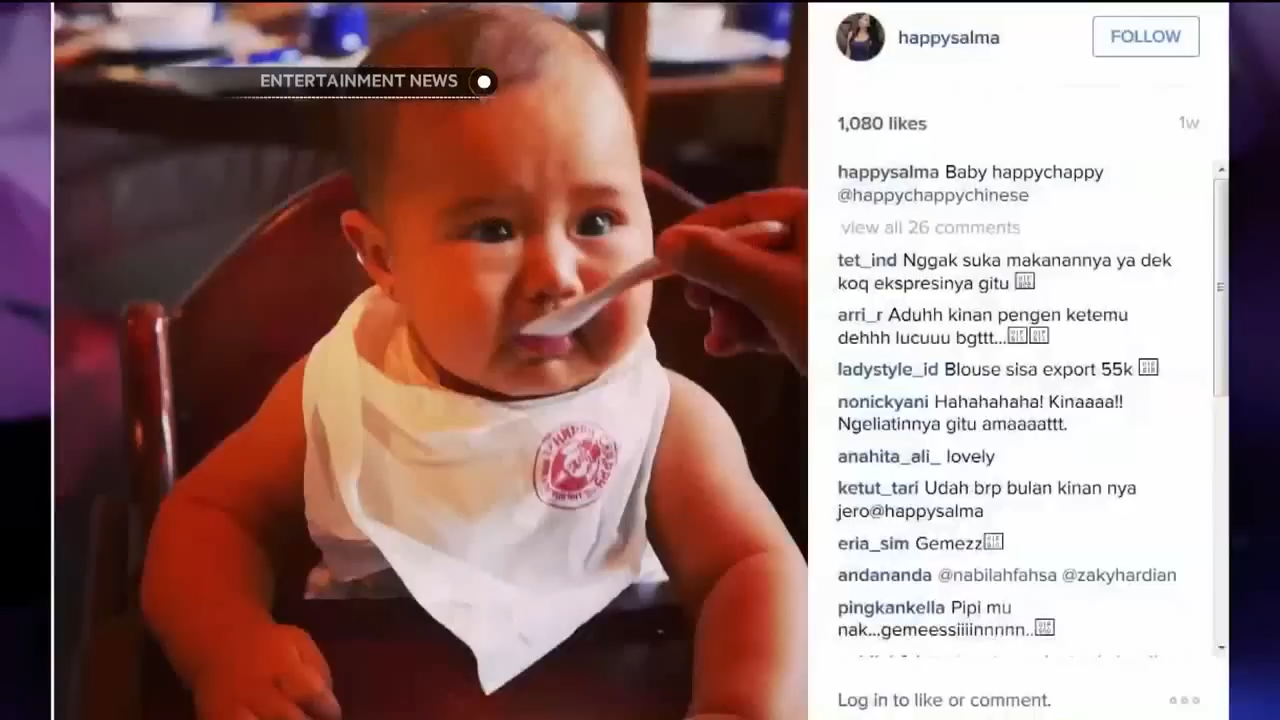 ENTERTAINMENT NEWS
HAPPY
happysalma
FOLLOW
1,080 likes
1w
happysalma Baby happychappy
@happychappychinese
view all 26 comments
tet_ind Nggak suka makanannya ya dek
koq ekspresinya gitu
arri_r Aduhh kinan pengen ketemu
dehhh lucuuu bgttt...
ladystyle_id Blouse sisa export 55k
nonickyani Hahahahaha! Kinaaaa!!
Ngeliatinnya gitu amaaaattt.
anahita_ali_ lovely
ketut_tari Udah brp bulan kinan nya
jero@happysalma
eria_sim Gemezz
andananda @nabilahfahsa @zakyhardian
pingkankella Pipi mu
nak...gemeessiiiinnnnn..
Log in to like or comment.